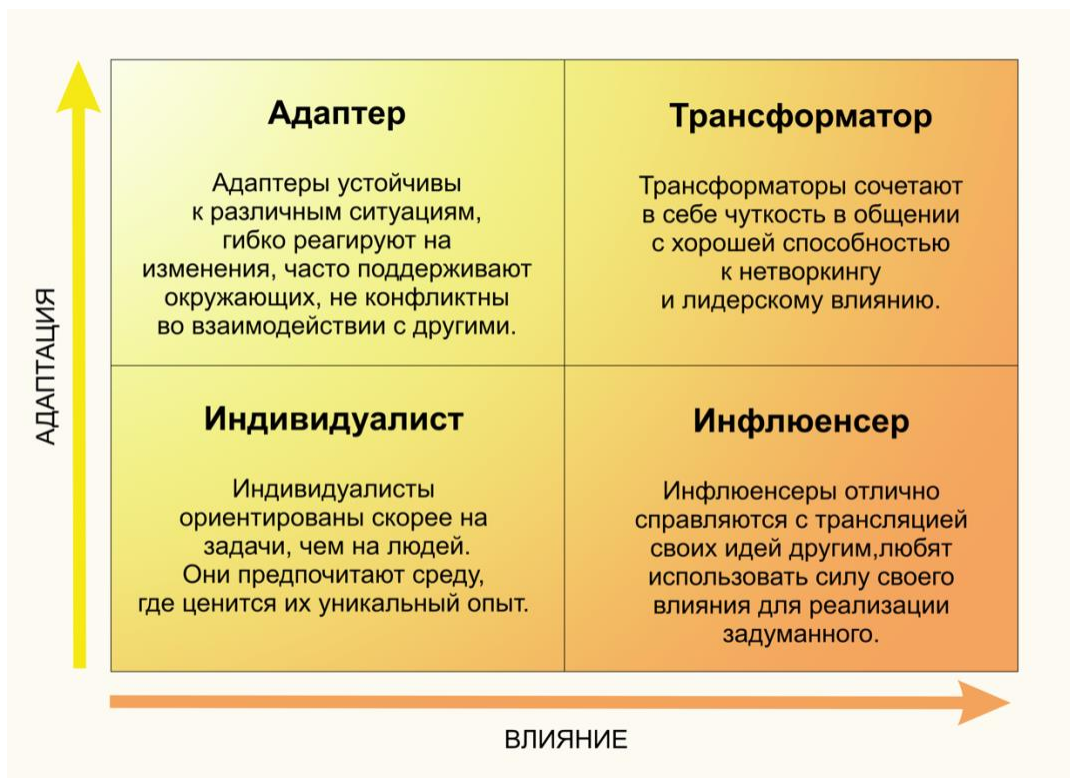 АДАПТАЦИЯ
Адаптер
Адаптеры устойчивы
к различным ситуациям,
гибко реагируют на
изменения, часто поддерживают
окружающих, не конфликтны
во взаимодействии с другими.
Трансформатор
Трансформаторы сочетают
в себе чуткость в общении
с хорошей способностью
к нетворкингу
и лидерскому влиянию.
Индивидуалист
Индивидуалисты
ориентированы скорее на
задачи, чем на людей.
Они предпочитают среду,
где ценится их уникальный опыт.
Инфлюенсер
Инфлюенсеры отлично
справляются с трансляцией
своих идей другим,любят
использовать силу своего
влияния для реализации
задуманного.
ВЛИЯНИЕ